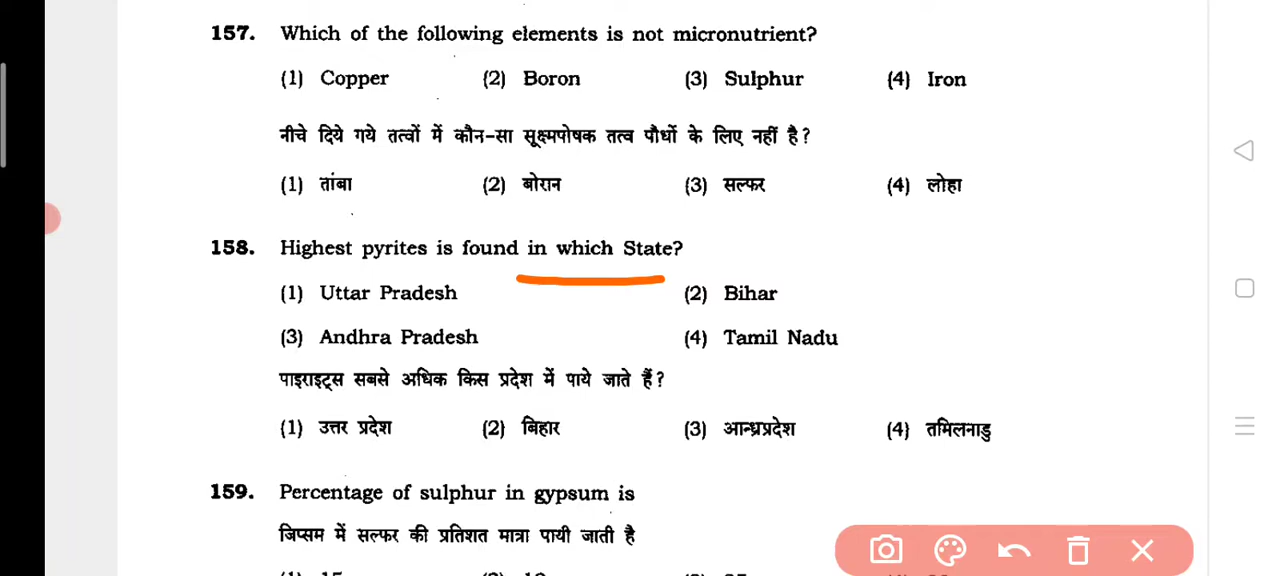 157. Which of the following elements is not micronutrient?
(1) Copper (2) Boron (3) Sulphur (4) Iron
नीचे दिये गये तत्वों में कौन-सा सूक्ष्मपोषक तत्व पौधों के लिए नहीं है?
(1) तांबा (2) बोरान (3) सल्फर (4) लोहा
158. Highest pyrites is found in which State?
(1) Uttar Pradesh (2) Bihar
(3) Andhra Pradesh (4) Tamil Nadu
पाइराइट्स सबसे अधिक किस प्रदेश में पाये जाते हैं?
(1) उत्तर प्रदेश (2) बिहार (3) आन्ध्रप्रदेश (4) तमिलनाडु
159. Percentage of sulphur in gypsum is
जिप्सम में सल्फर की प्रतिशत मात्रा पायी जाती है